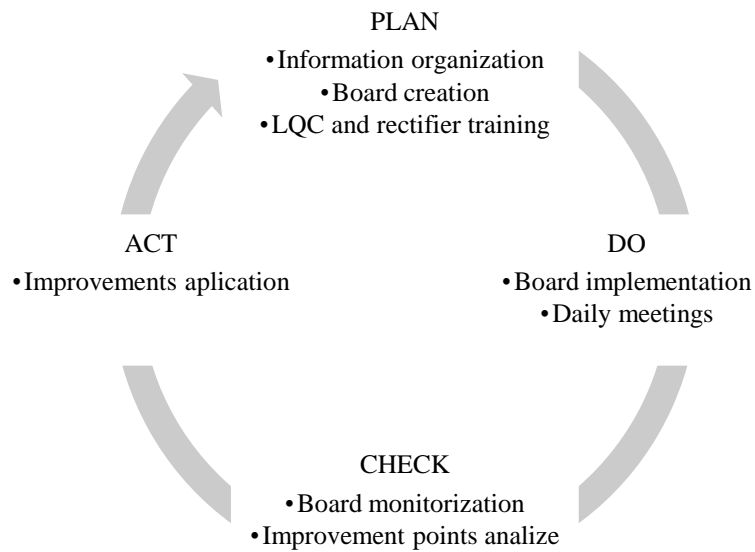 PLAN
•Information organization
•Board creation
•LQC and rectifier training
DO
•Board implementation
•Daily meetings
CHECK
•Board monitorization
•Improvement points analize
ACT
•Improvements aplication